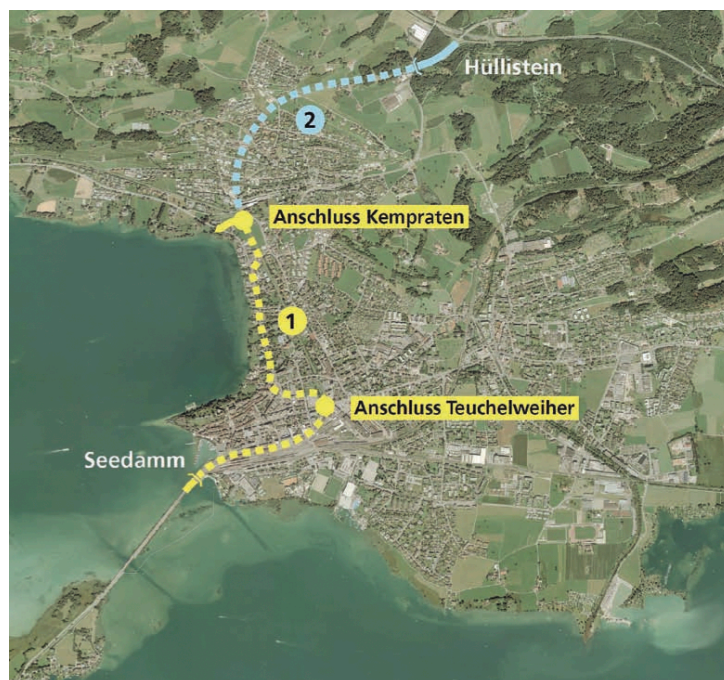 Hüllistein
2
Anschluss Kempraten
1
Anschluss Teuchelweiher
Seedamm